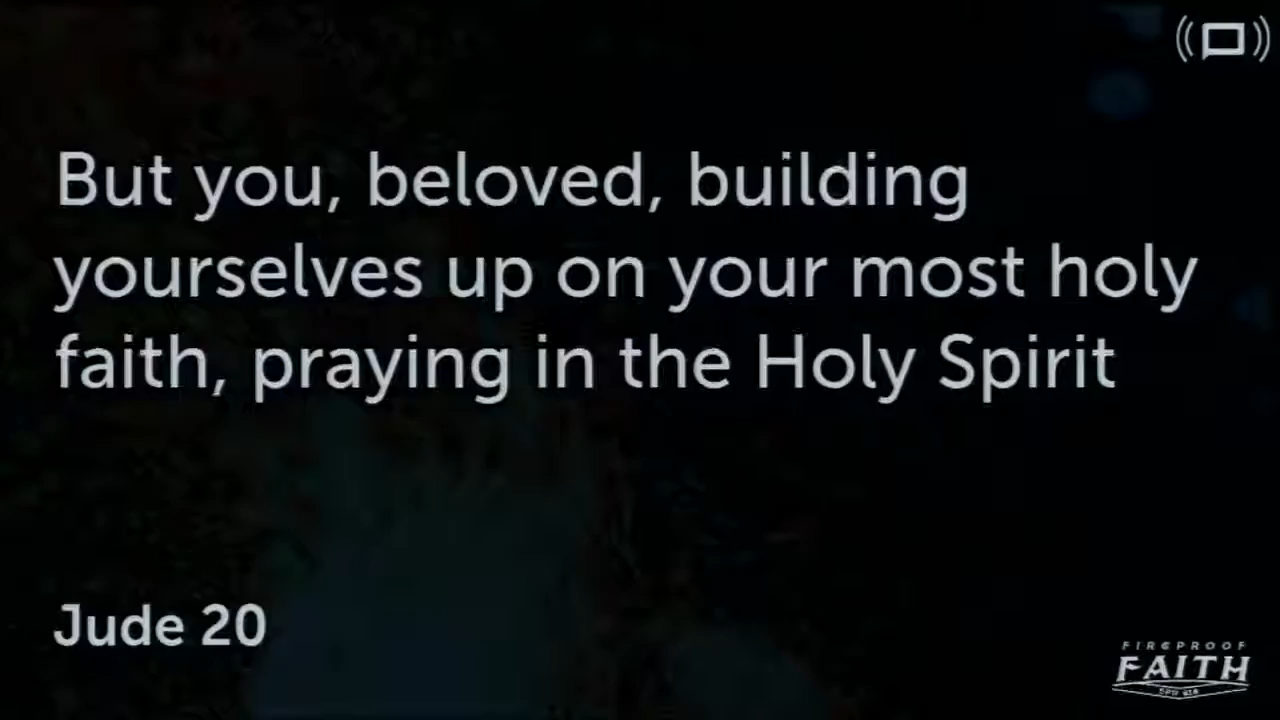 But you, beloved, building
yourselves up on your most holy
faith, praying in the Holy Spirit
Jude 20
FIREPROOF
FAITH